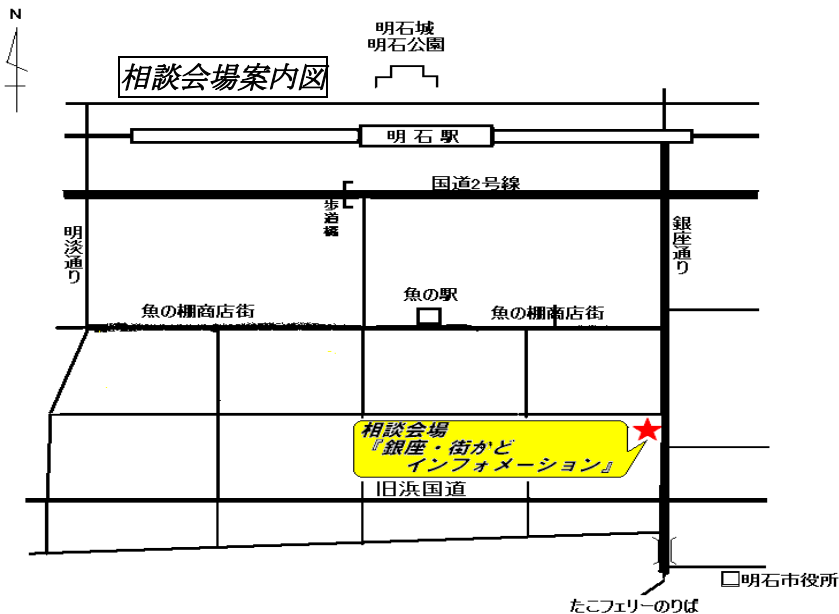 N
明石城
明石公園
相談会場案内図
明石駅
国道2号線
歩道橋
明淡通り
銀座通り
魚の棚商店街
魚の駅
魚の棚商店街
相談会場
『銀座・街かど
インフォメーション』
旧浜国道
明石市役所
たこフェリーのりば